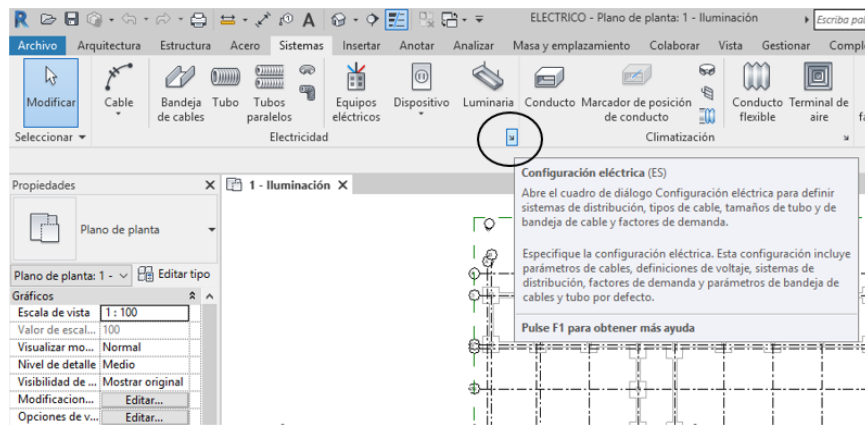 ELECTRICO - Plano de planta: 1 - Iluminación
Escriba pal
Archivo Arquitectura Estructura Acero Sistemas Insertar Anotar Analizar Masa y emplazamiento Colaborar Vista Gestionar Compl
Modificar
Cable
Bandeja de cables
Tubo
Tubos paralelos
Equipos eléctricos
Dispositivo
Luminaria
Conducto
Marcador de posición de conducto
Conducto flexible
Terminal de aire
Seleccionar
Electricidad
Climatización
Propiedades
1 - Iluminación
Plano de planta
Plano de planta: 1 -
Editar tipo
Gráficos
Escala de vista 1 : 100
Valor de escal... 100
Visualizar mo... Normal
Nivel de detalle Medio
Visibilidad de ... Mostrar original
Modificacion... Editar...
Opciones de v... Editar...
Configuración eléctrica (ES)
Abre el cuadro de diálogo Configuración eléctrica para definir
sistemas de distribución, tipos de cable, tamaños de tubo y de
bandeja de cable y factores de demanda.
Especifique la configuración eléctrica. Esta configuración incluye
parámetros de cables, definiciones de voltaje, sistemas de
distribución, factores de demanda y parámetros de bandeja de
cables y tubo por defecto.
Pulse F1 para obtener más ayuda